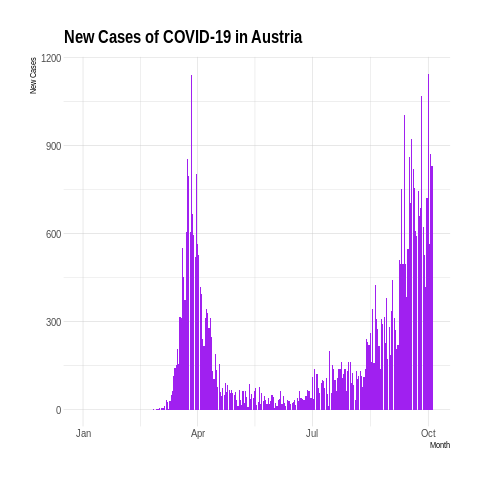 New Cases of COVID-19 in Austria
New Cases
1200
900
600
300
0
Jan Apr Jul Oct
Month